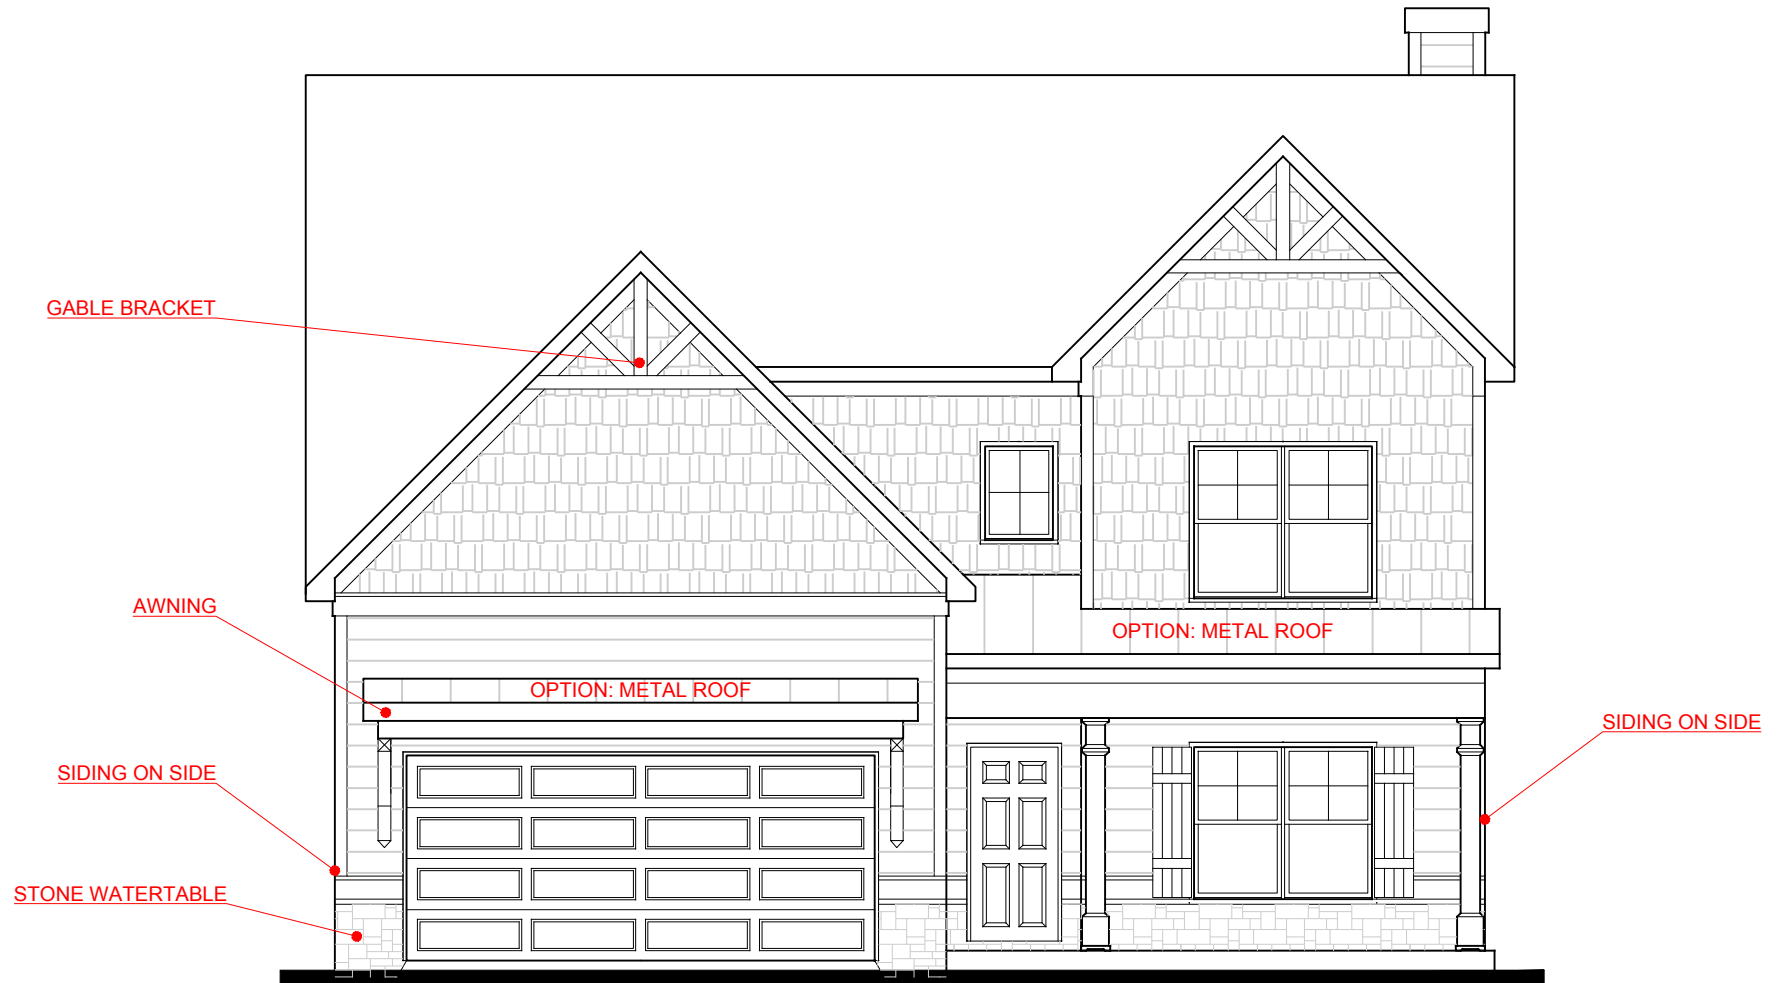 GABLE BRACKET
AWNING
OPTION: METAL ROOF
OPTION: METAL ROOF
SIDING ON SIDE
SIDING ON SIDE
STONE WATERTABLE